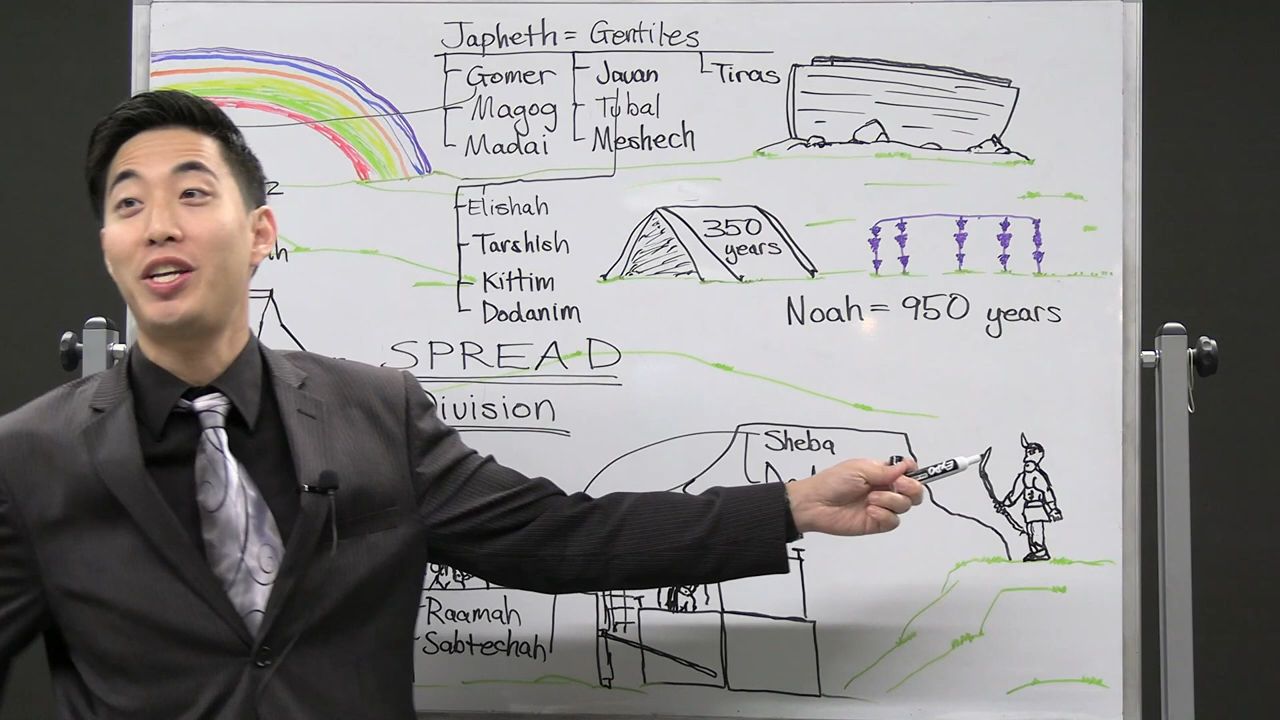 Japheth = Gentiles
Gomer Javan Tiras
Magog Tubal
Madai Meshech
Elishah
Tarshish
Kittim
Dodanim
350
years
Noah = 950 years
SPREAD
Division
Sheba
Raamah
Sabtechah
EXPO